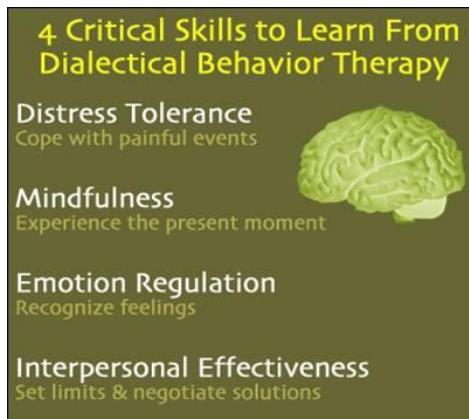 4 Critical Skills to Learn From
Dialectical Behavior Therapy
Distress Tolerance
Cope with painful events
Mindfulness
Experience the present moment
Emotion Regulation
Recognize feelings
Interpersonal Effectiveness
Set limits & negotiate solutions